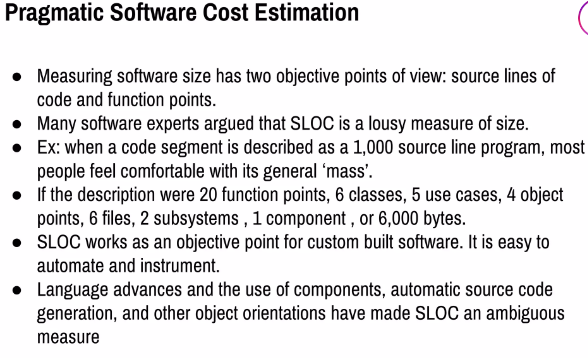 Pragmatic Software Cost Estimation
● Measuring software size has two objective points of view: source lines of
code and function points.
● Many software experts argued that SLOC is a lousy measure of size.
● Ex: when a code segment is described as a 1,000 source line program, most
people feel comfortable with its general ‘mass’.
● If the description were 20 function points, 6 classes, 5 use cases, 4 object
points, 6 files, 2 subsystems , 1 component , or 6,000 bytes.
● SLOC works as an objective point for custom built software. It is easy to
automate and instrument.
● Language advances and the use of components, automatic source code
generation, and other object orientations have made SLOC an ambiguous
measure